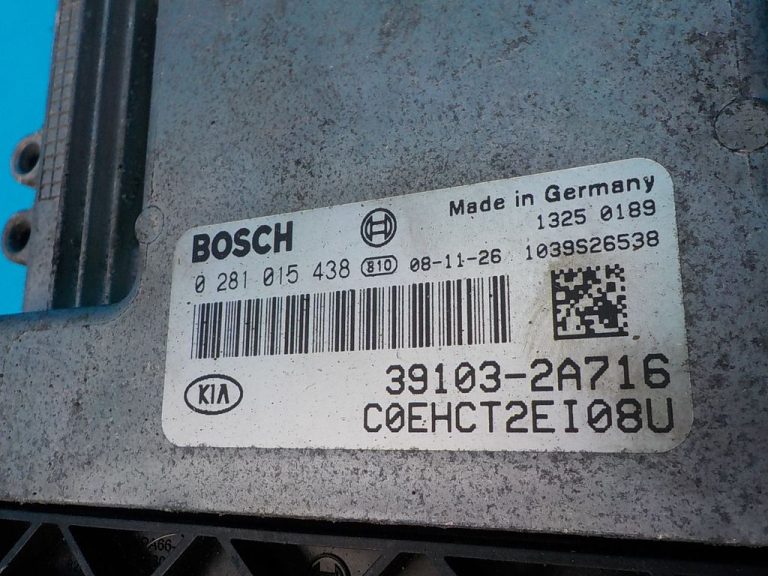 BOSCH
Made in Germany
1325 0189
0 281 015 438 810 08-11-26 1039S26538
KIA
39103-2A716
C0EHCT2EI08U